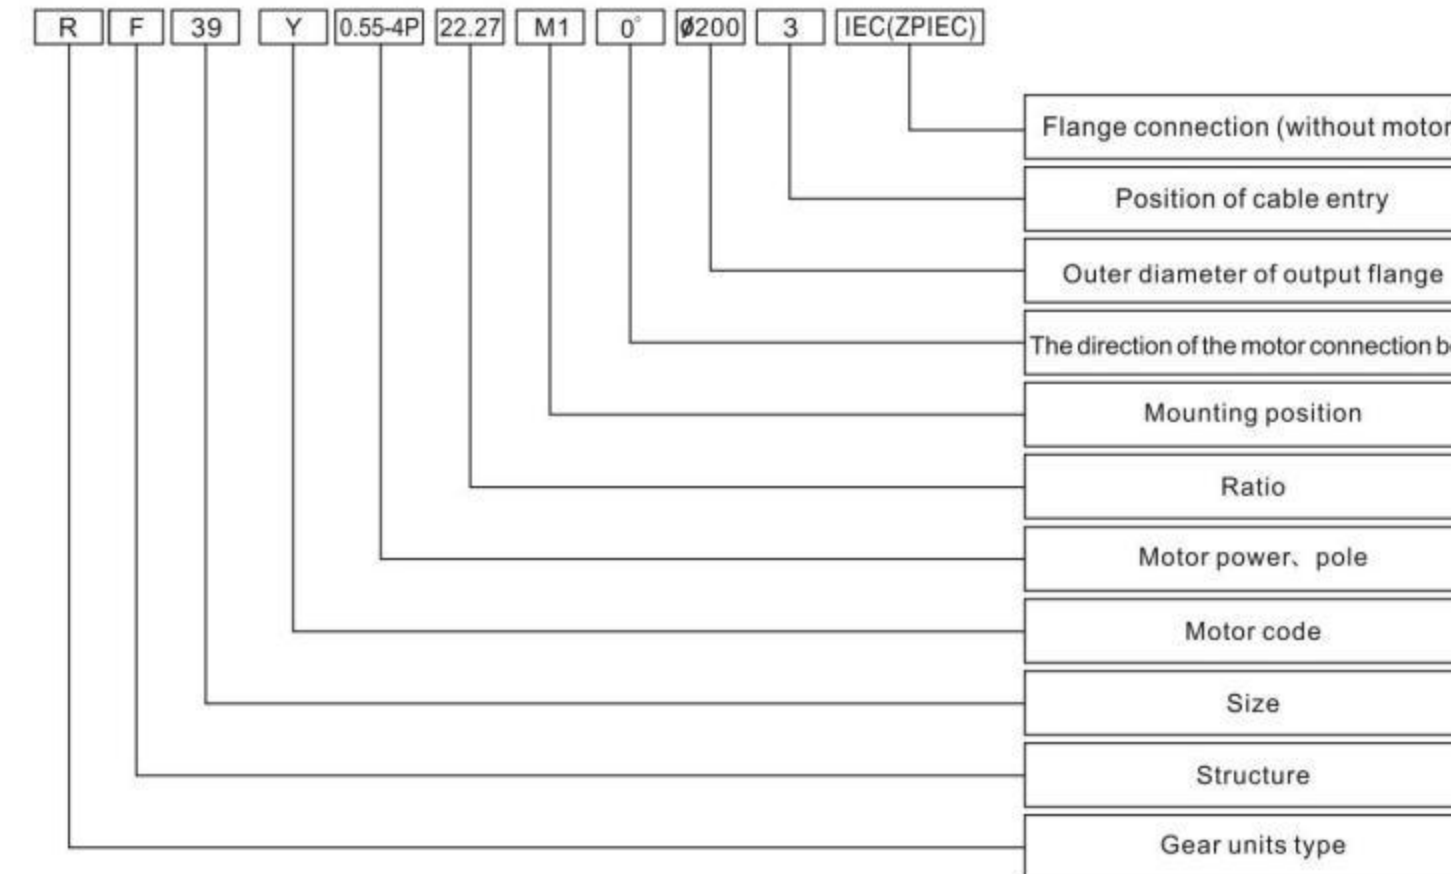 R F 39 Y 0.55-4P 22.27 M1 0° Ø200 3 IEC(ZPIEC)
Flange connection (without motor
Position of cable entry
Outer diameter of output flange
The direction of the motor connection
Mounting position
Ratio
Motor power、pole
Motor code
Size
Structure
Gear units type